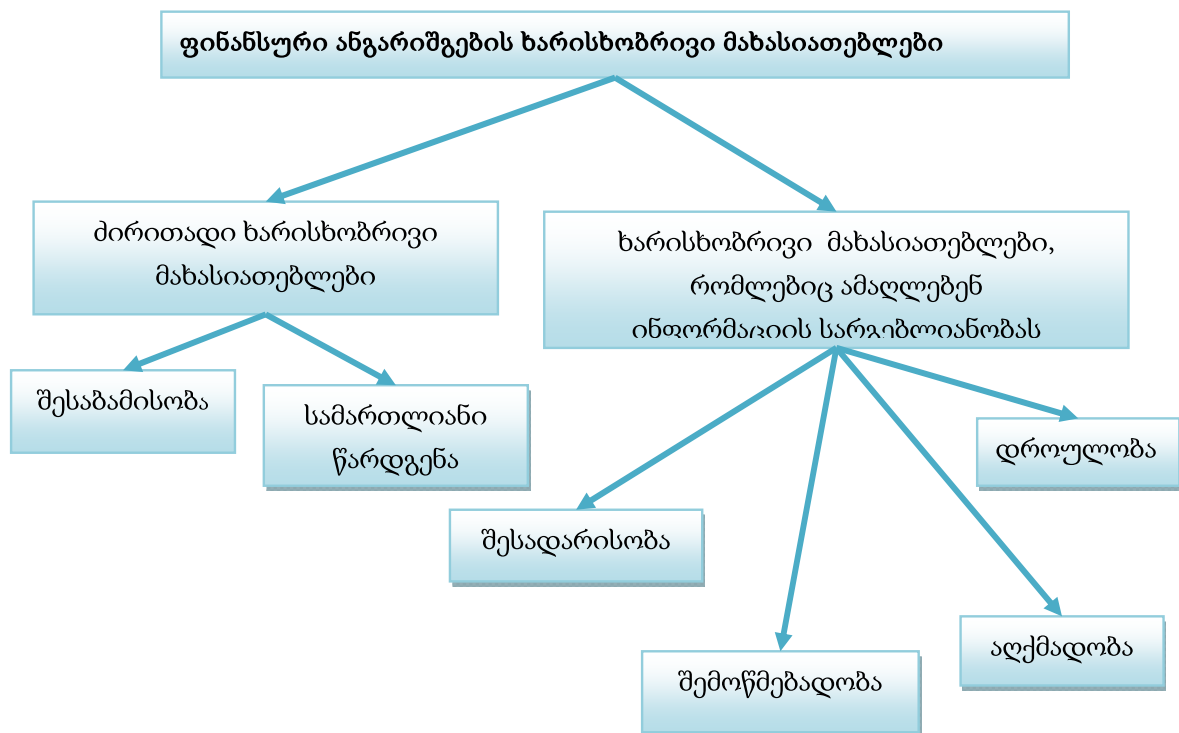 ფინანსური ანგარიშგების ხარისხობრივი მახასიათებლები
ძირითადი ხარისხობრივი
მახასიათებლები
ხარისხობრივი მახასიათებლები,
რომლებიც ამაღლებენ
ინფორმაციის სარგებლიანობას
შესაბამისობა
სამართლიანი
წარდგენა
დროულობა
შესადარისობა
აღქმადობა
შემოწმებადობა